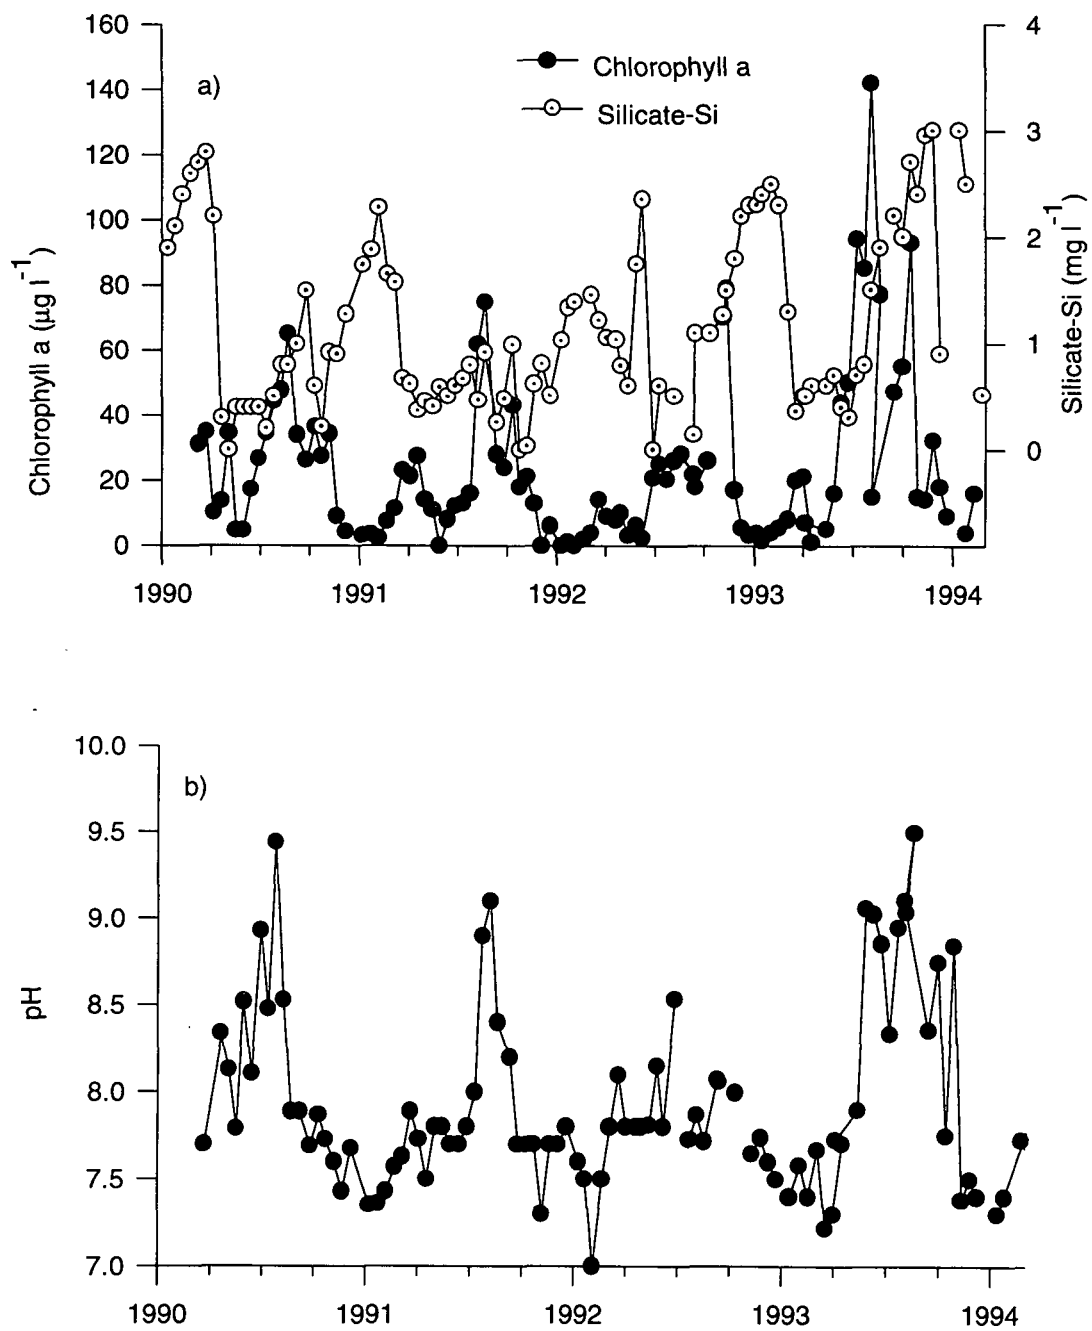 160
140
120
100
80
60
40
20
0
Chlorophyll a (µg l⁻¹)
a)
Chlorophyll a
Silicate-Si
4
3
2
1
0
Silicate-Si (mg l⁻¹)
1990 1991 1992 1993 1994
10.0
9.5
9.0
8.5
8.0
7.5
7.0
pH
b)
1990 1991 1992 1993 1994